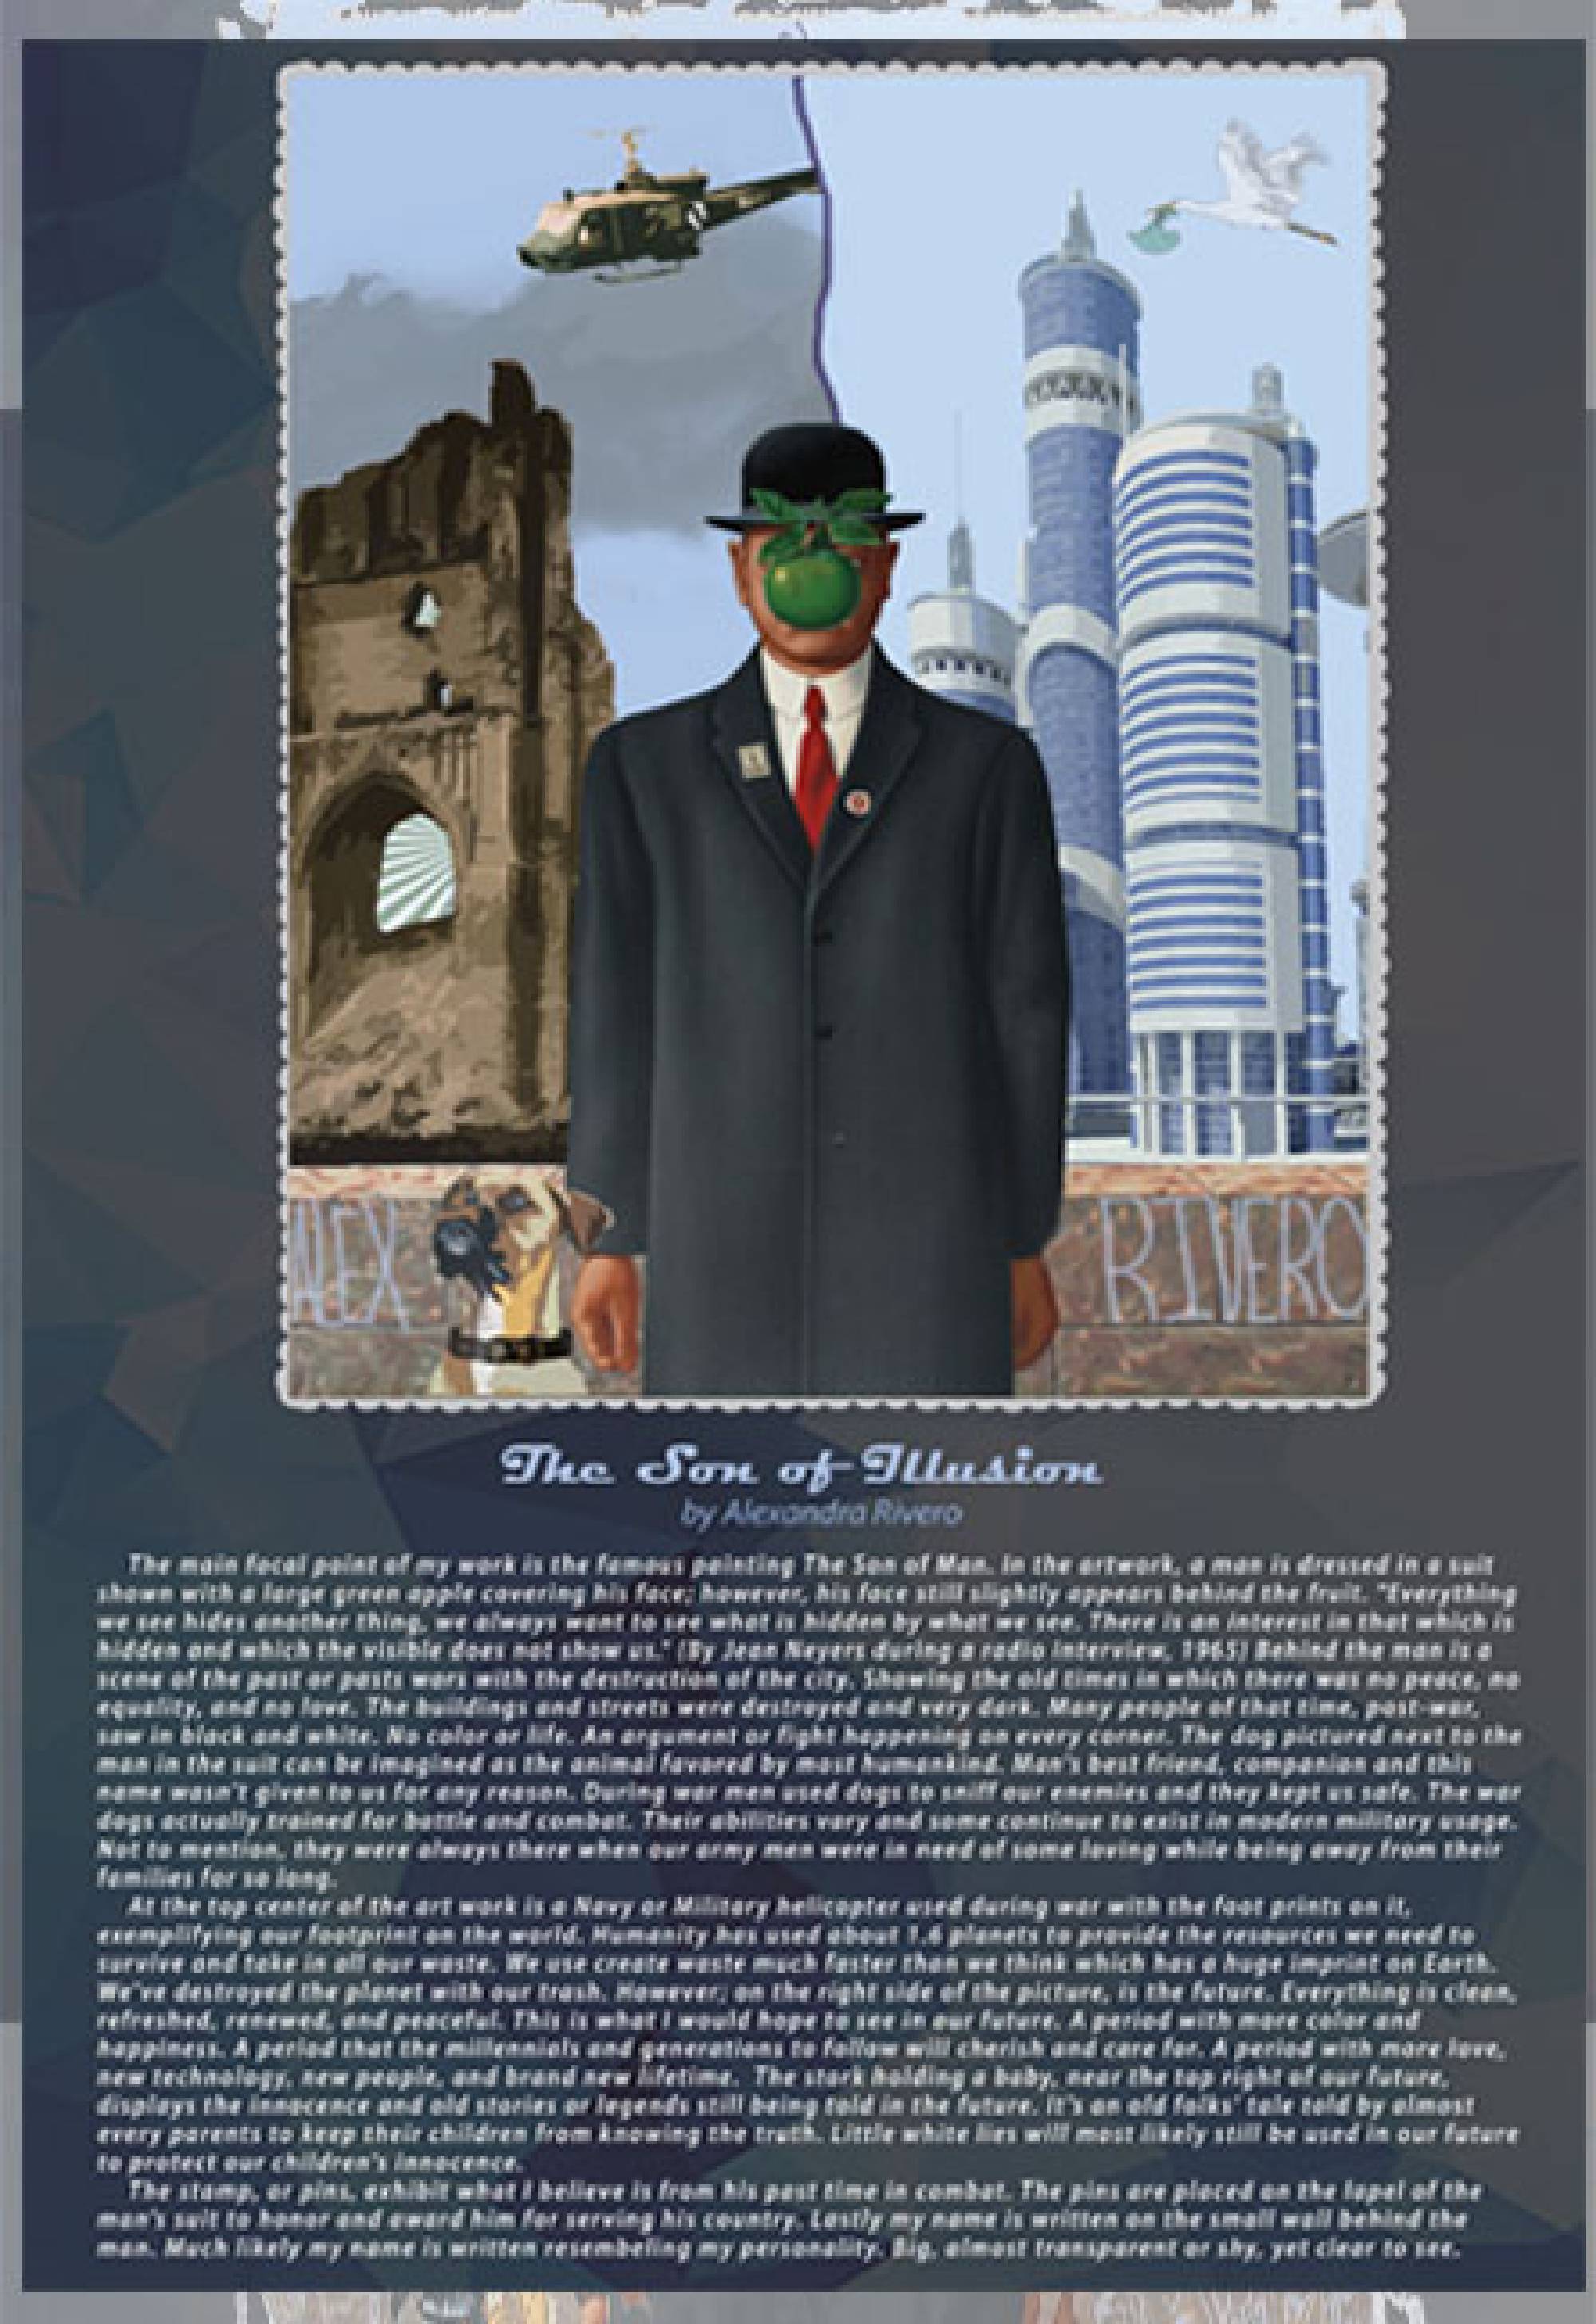 ALEX
RIVERO
The Son of Illusion
by Alexandra Rivero
The main focal point of my work is the famous painting The Son of Man. In the artwork, a man is dressed in a suit
shown with a large green apple covering his face; however, his face still slightly appears behind the fruit. "Everything
we see hides another thing, we always want to see what is hidden by what we see. There is an interest in that which is
hidden and which the visible does not show us." (By Jean Neyers during a radio interview, 1965) Behind the man is a
scene of the past or pasts wars with the destruction of the city. Showing the old times in which there was no peace, no
equality, and no love. The buildings and streets were destroyed and very dark. Many people of that time, post-war,
saw in black and white. No color or life. An argument or fight happening on every corner. The dog pictured next to the
man in the suit can be imagined as the animal favored by most humankind. Man's best friend, companion and this
name wasn't given to us for any reason. During war men used dogs to sniff our enemies and they kept us safe. The war
dogs actually trained for battle and combat. Their abilities vary and some continue to exist in modern military usage.
Not to mention, they were always there when our army men were in need of some loving while being away from their
families for so long.
At the top center of the art work is a Navy or Military helicopter used during war with the foot prints on it,
exemplifying our footprint on the world. Humanity has used about 1.6 planets to provide the resources we need to
survive and take in all our waste. We use create waste much faster than we think which has a huge imprint on Earth.
We've destroyed the planet with our trash. However; on the right side of the picture, is the future. Everything is clean,
refreshed, renewed, and peaceful. This is what I would hope to see in our future. A period with more color and
happiness. A period that the millennials and generations to follow will cherish and care for. A period with more love,
new technology, new people, and brand new lifetime. The stork holding a baby, near the top right of our future,
displays the innocence and old stories or legends still being told in the future. It's an old folks' tale told by almost
every parents to keep their children from knowing the truth. Little white lies will most likely still be used in our future
to protect our children's innocence.
The stamp, or pins, exhibit what I believe is from his past time in combat. The pins are placed on the lapel of the
man's suit to honor and award him for serving his country. Lastly my name is written on the small wall behind the
man. Much likely my name is written resembeling my personality. Big, almost transparent or shy, yet clear to see.